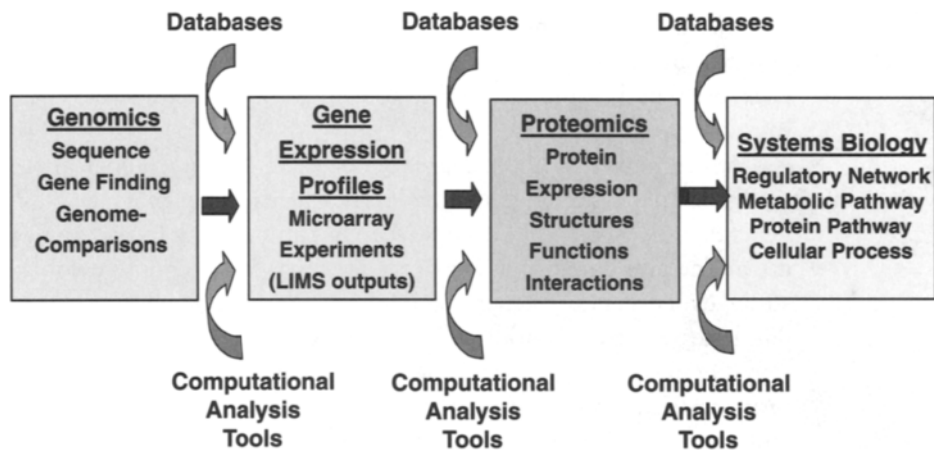 Databases
Databases
Databases
Genomics
Sequence
Gene Finding
Genome-
Comparisons
Gene
Expression
Profiles
Microarray
Experiments
(LIMS outputs)
Proteomics
Protein
Expression
Structures
Functions
Interactions
Systems Biology
Regulatory Network
Metabolic Pathway
Protein Pathway
Cellular Process
Computational
Analysis
Tools
Computational
Analysis
Tools
Computational
Analysis
Tools